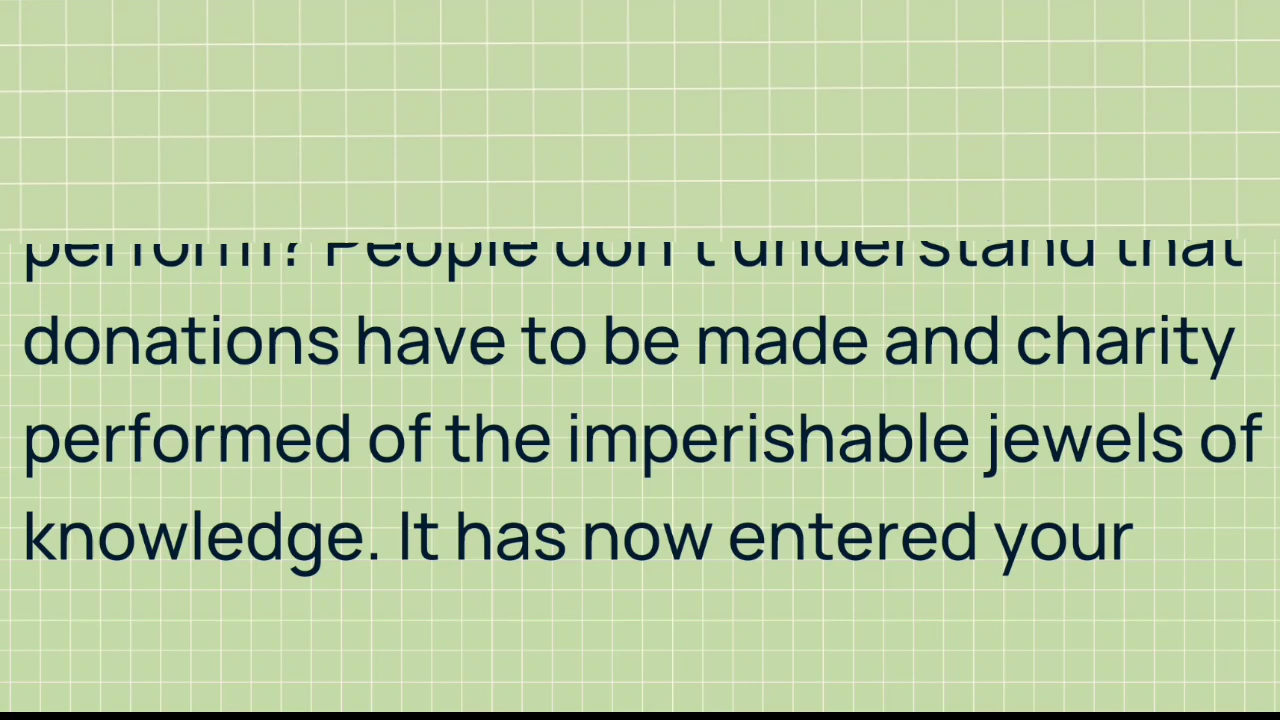 perform? People don't understand that
donations have to be made and charity
performed of the imperishable jewels of
knowledge. It has now entered your